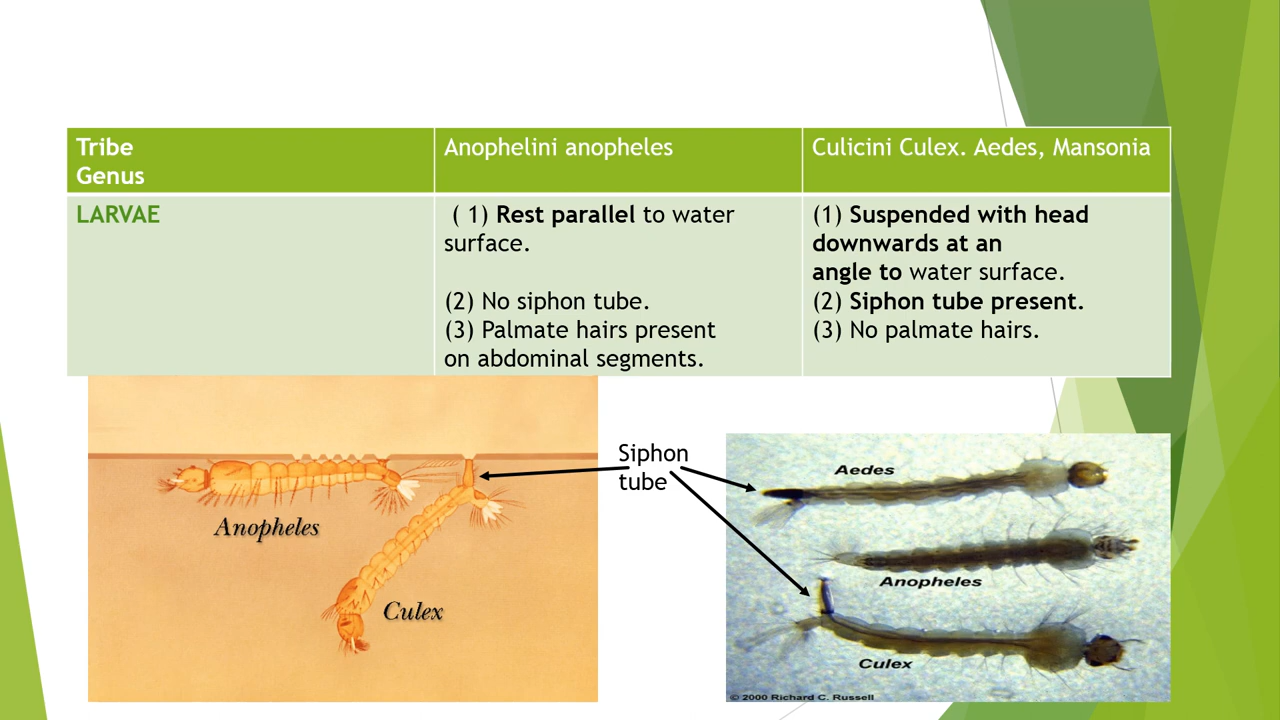 Tribe
Genus
Anophelini anopheles
Culicini Culex. Aedes, Mansonia
LARVAE
( 1) Rest parallel to water
surface.
(2) No siphon tube.
(3) Palmate hairs present
on abdominal segments.
(1) Suspended with head
downwards at an
angle to water surface.
(2) Siphon tube present.
(3) No palmate hairs.
Anopheles
Culex
Siphon
tube
Aedes
Anopheles
Culex
© 2000 Richard C. Russell